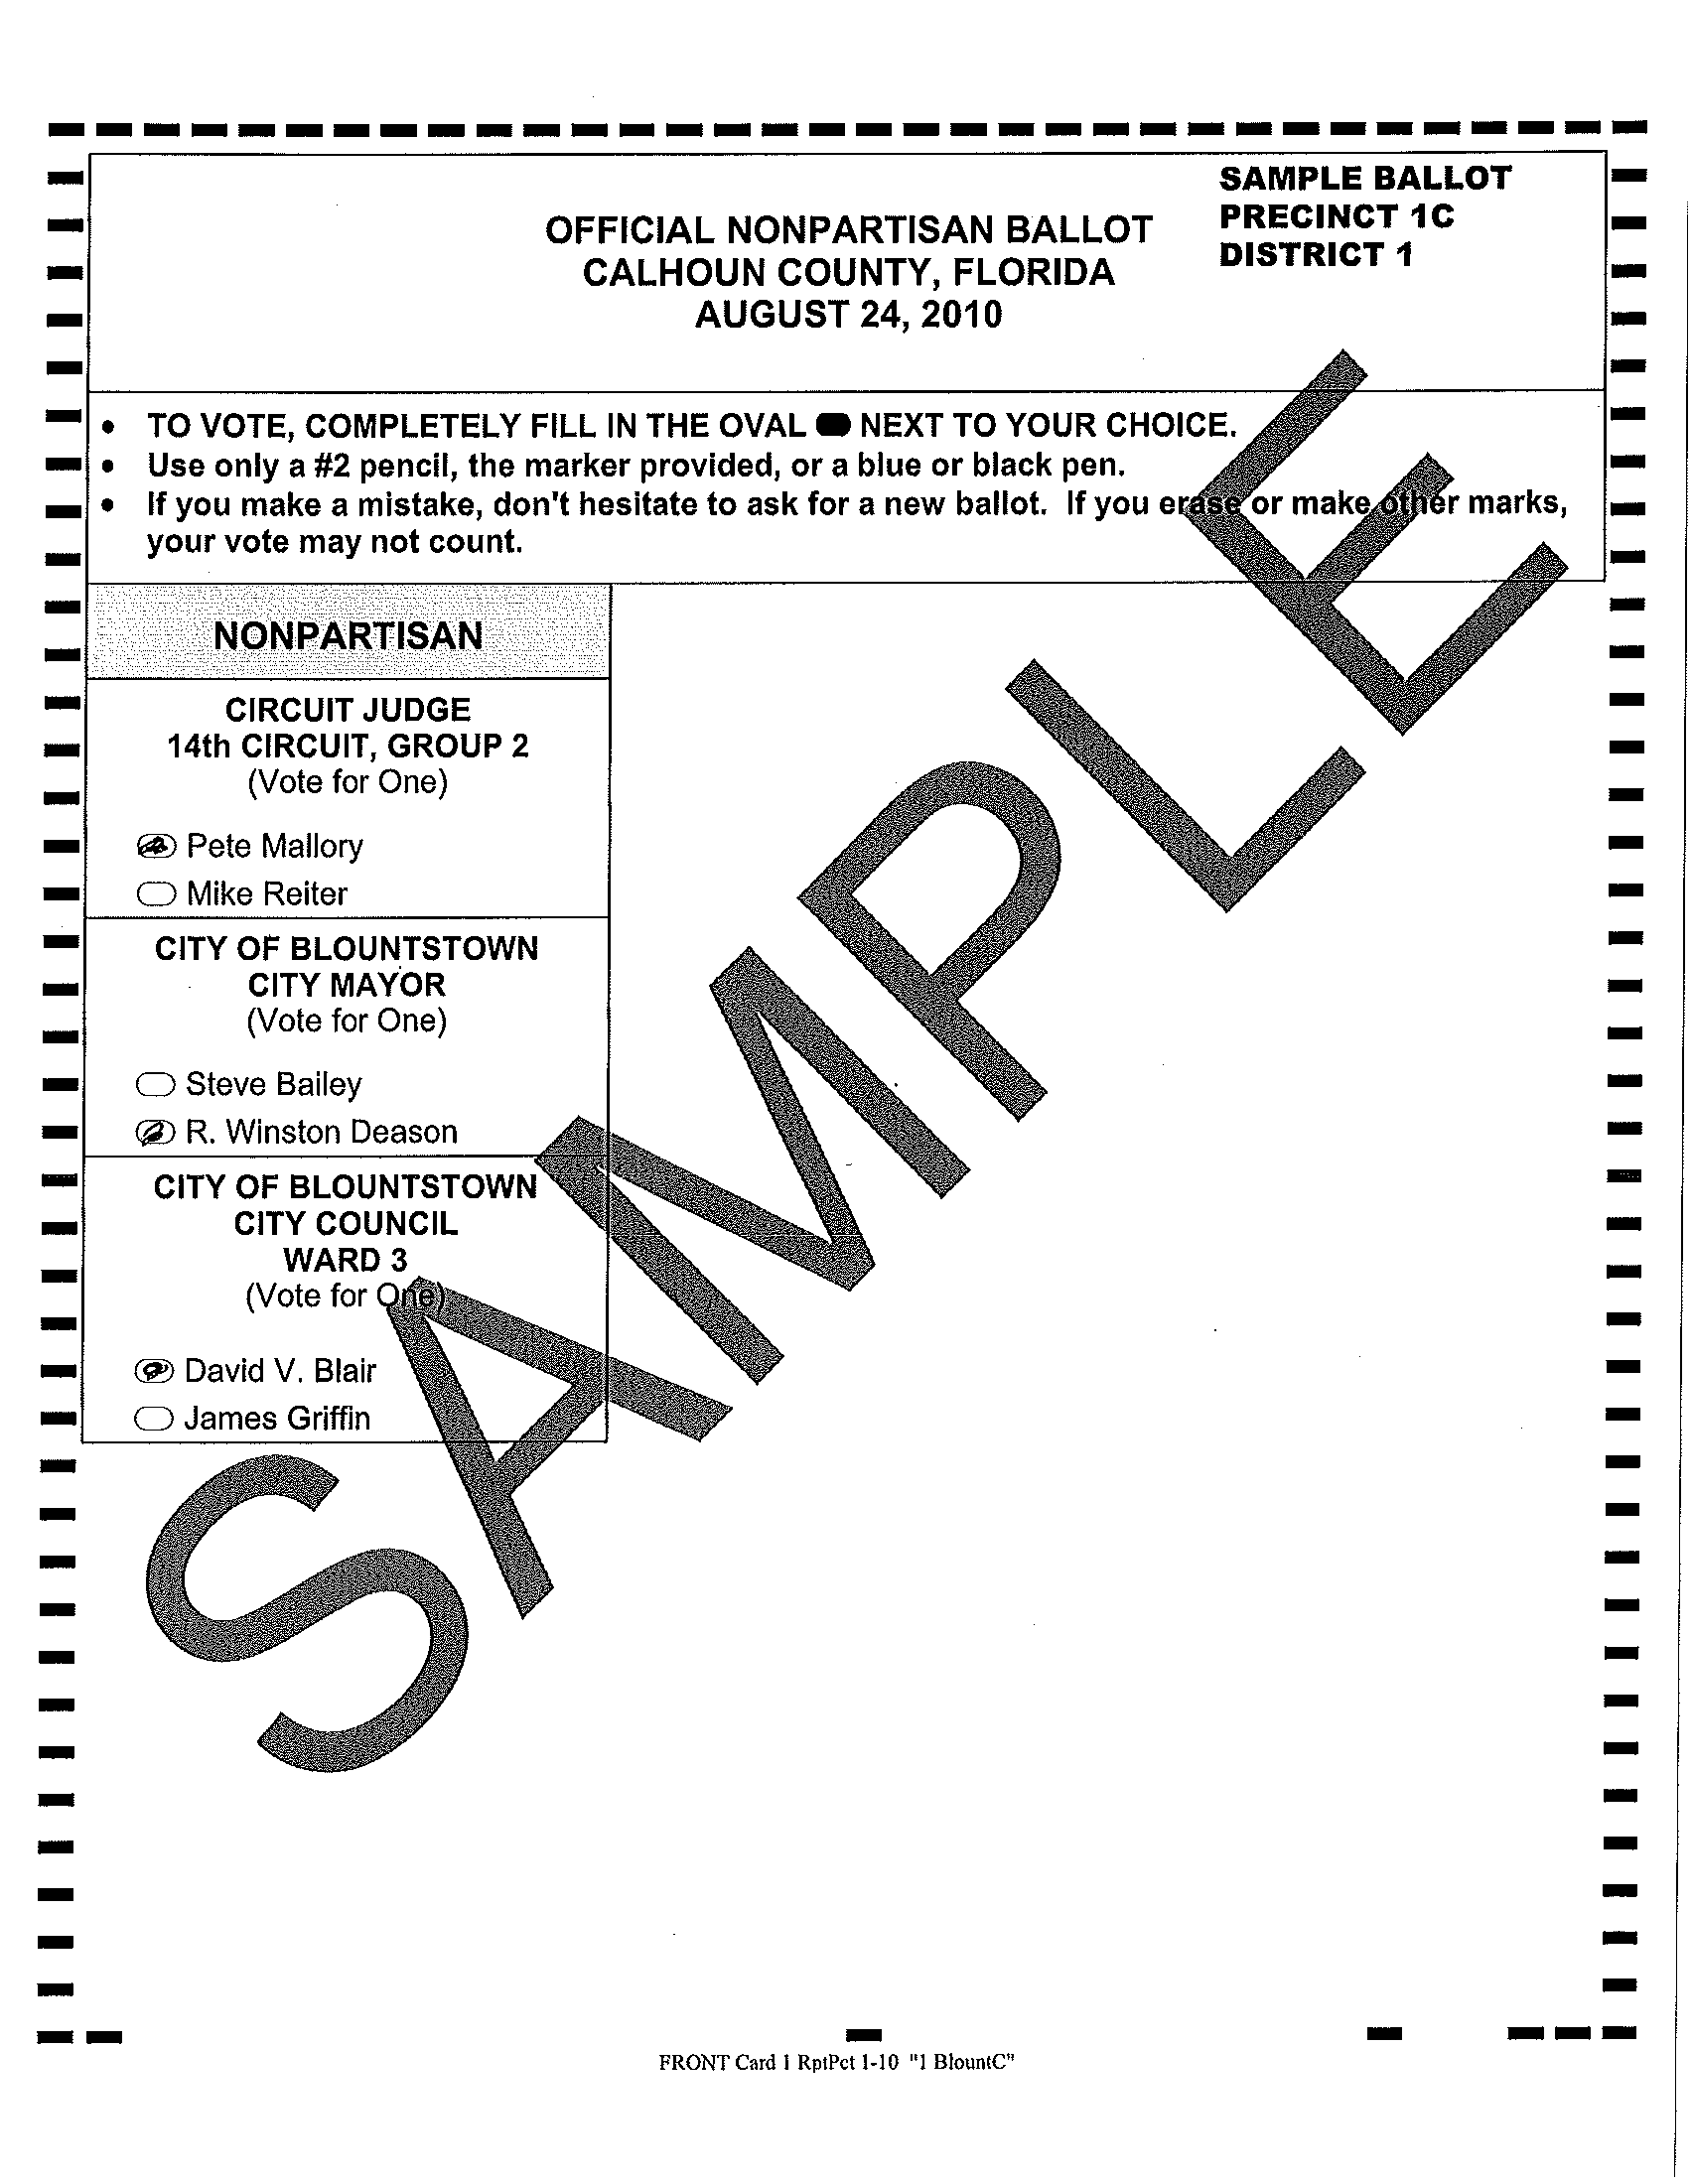 SAMPLE BALLOT
PRECINCT 1C
DISTRICT 1
OFFICIAL NONPARTISAN BALLOT
CALHOUN COUNTY, FLORIDA
AUGUST 24, 2010
• TO VOTE, COMPLETELY FILL IN THE OVAL NEXT TO YOUR CHOICE.
• Use only a #2 pencil, the marker provided, or a blue or black pen.
• If you make a mistake, don't hesitate to ask for a new ballot. If you erase or make other marks,
your vote may not count.
NONPARTISAN
CIRCUIT JUDGE
14th CIRCUIT, GROUP 2
(Vote for One)
Pete Mallory
Mike Reiter
CITY OF BLOUNTSTOWN
CITY MAYOR
(Vote for One)
Steve Bailey
R. Winston Deason
CITY OF BLOUNTSTOWN
CITY COUNCIL
WARD 3
(Vote for One)
David V. Blair
James Griffin
SAMPLE
FRONT Card 1 RptPct 1-10 "1 BlountC"